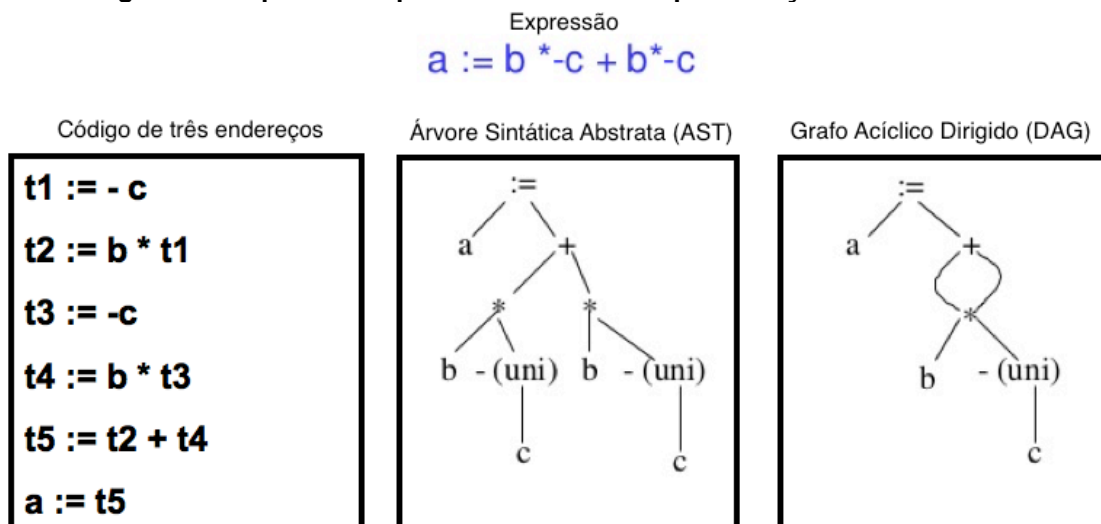 Expressão
a := b *-c + b*-c
Código de três endereços
t1 := - c
t2 := b * t1
t3 := -c
t4 := b * t3
t5 := t2 + t4
a := t5
Árvore Sintática Abstrata (AST)
:=
a +
* *
b - (uni) b - (uni)
c c
Grafo Acíclico Dirigido (DAG)
:=
a +
*
b - (uni)
c